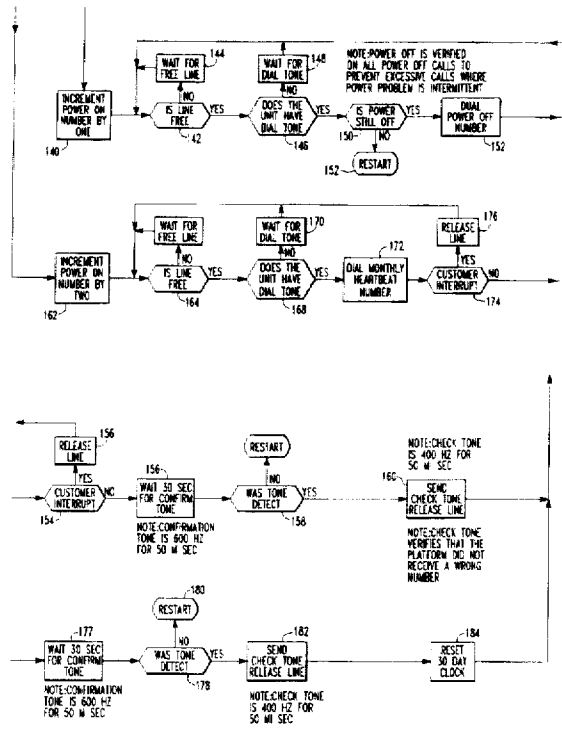 144
WAIT FOR
FREE LINE
148
WAIT FOR
DIAL TONE
NOTE:POWER OFF IS VERIFIED
ON ALL POWER OFF CALLS TO
PREVENT EXCESSIVE CALLS WHERE
POWER PROBLEM IS INTERMITTENT
INCREMENT
POWER ON
NUMBER BY
ONE
140
NO
IS LINE
FREE
142
YES
NO
DOES THE
UNIT HAVE
DIAL TONE
146
YES
IS POWER
STILL OFF
150
YES
NO
DUAL
POWER OFF
NUMBER
152
RESTART
152
WAIT FOR
FREE LINE
170
WAIT FOR
DIAL TONE
176
RELEASE
LINE
INCREMENT
POWER ON
NUMBER BY
TWO
162
NO
IS LINE
FREE
164
YES
NO
DOES THE
UNIT HAVE
DIAL TONE
168
YES
172
DIAL MONTHLY
HEARTBEAT
NUMBER
YES
CUSTOMER
INTERRUPT
174
NO
156
RELEASE
LINE
YES
CUSTOMER
INTERRUPT
154
NO
156
WAIT 30 SEC
FOR CONFIRM
TONE
NOTE:CONFIRMATION
TONE IS 600 HZ
FOR 50 M SEC
RESTART
NO
WAS TONE
DETECT
158
YES
NOTE:CHECK TONE
IS 400 HZ FOR
50 M SEC
160
SEND
CHECK TONE
RELEASE LINE
NOTE:CHECK TONE
VERIFIES THAT THE
PLATFORM DID NOT
RECEIVE A WRONG
NUMBER
177
WAIT 30 SEC
FOR CONFIRM
TONE
NOTE:CONFIRMATION
TONE IS 600 HZ
FOR 50 M SEC
180
RESTART
NO
WAS TONE
DETECT
178
YES
182
SEND
CHECK TONE
RELEASE LINE
NOTE:CHECK TONE
IS 400 HZ FOR
50 MI SEC
184
RESET
30 DAY
CLOCK